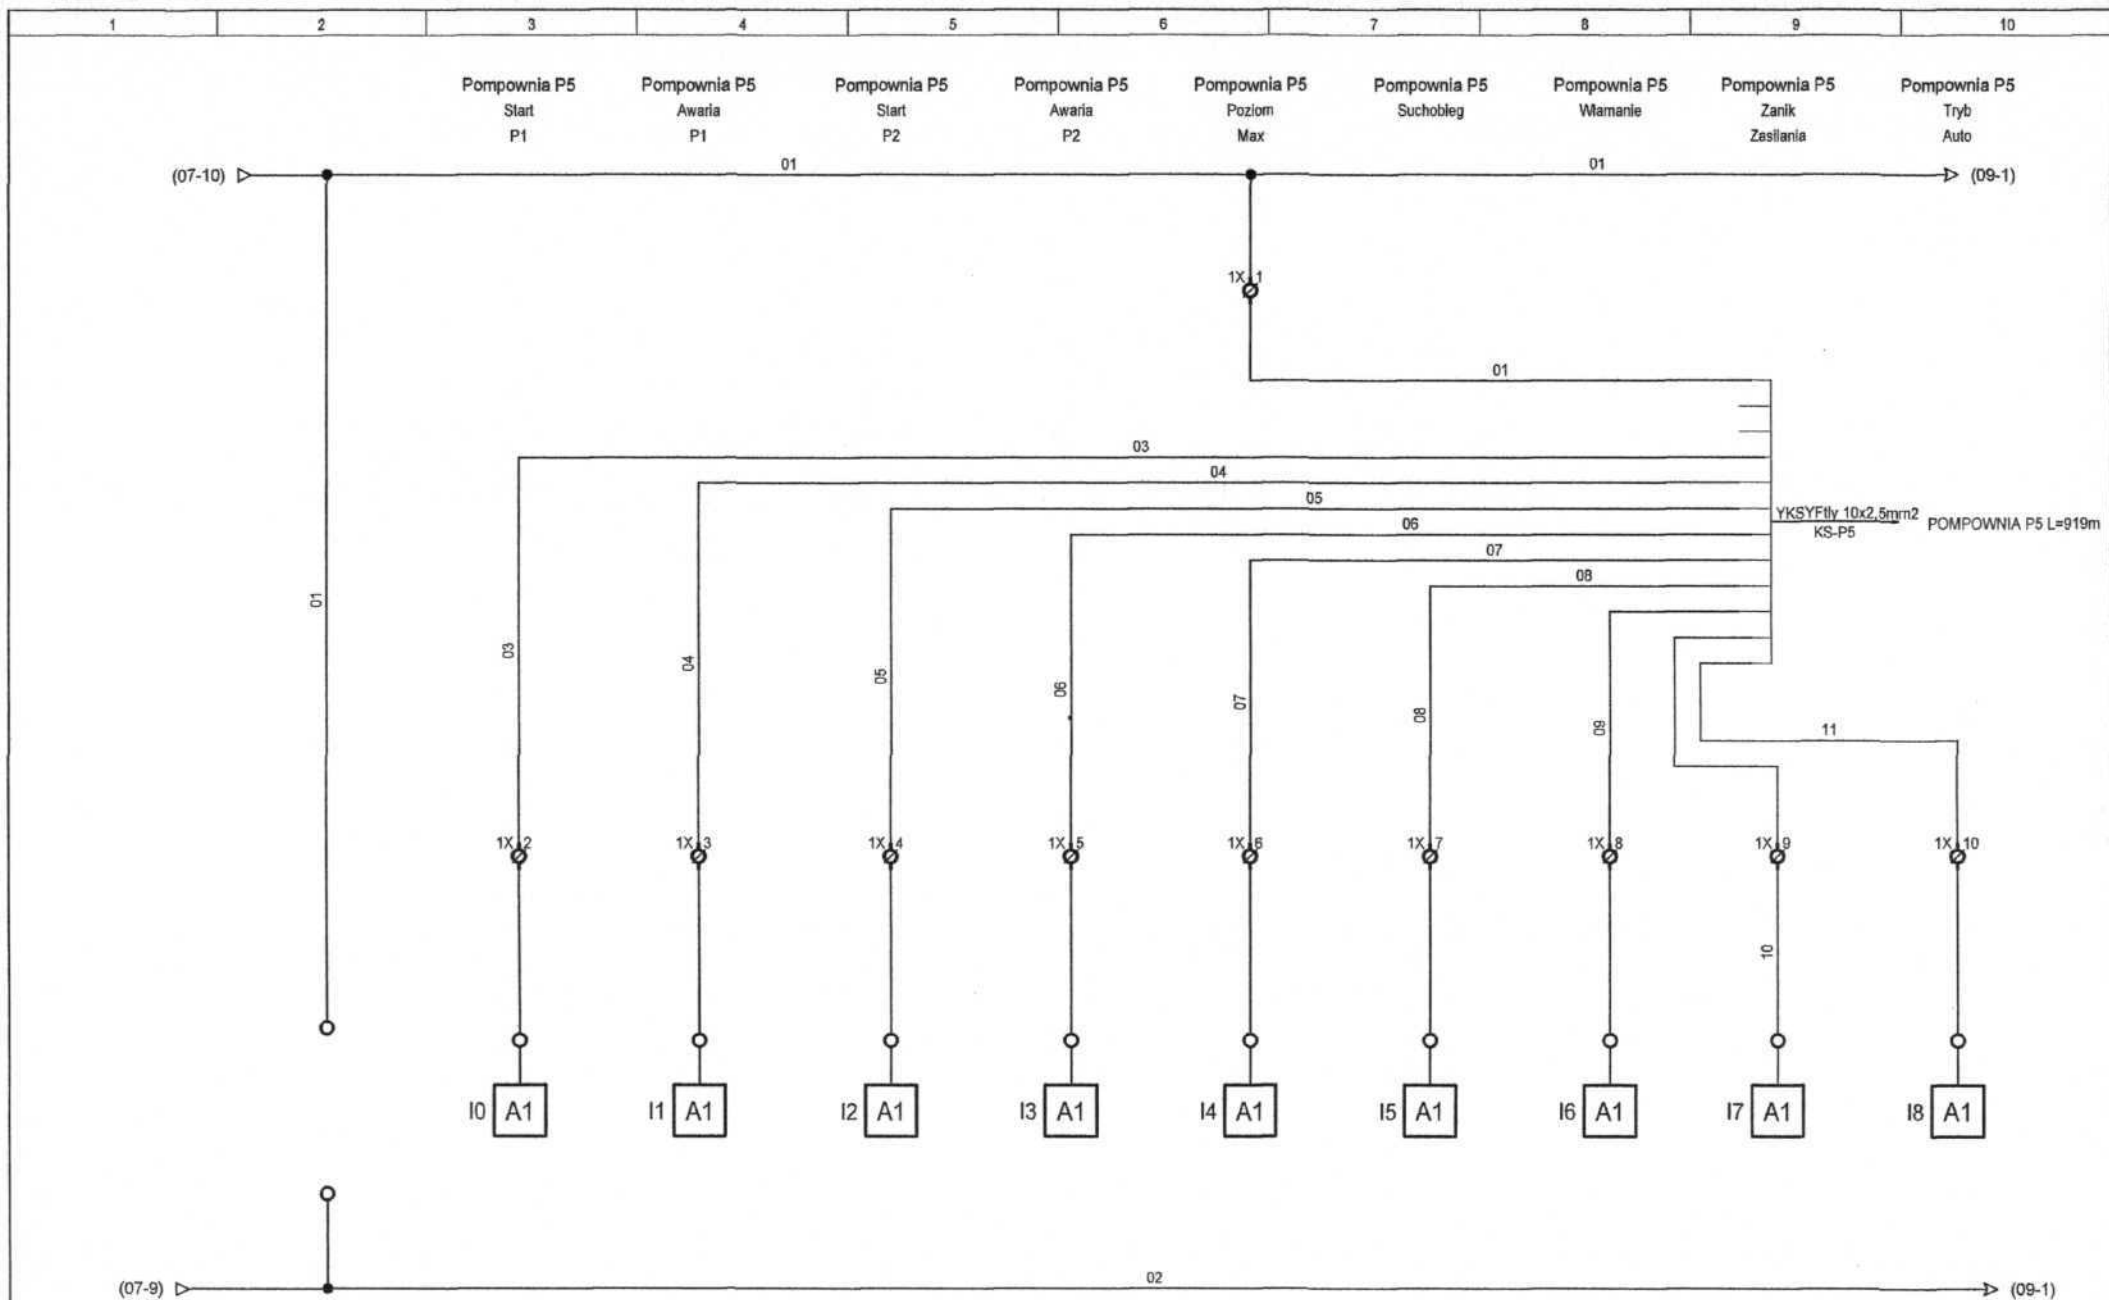 1 2 3 4 5 6 7 8 9 10
Pompownia P5 Pompownia P5 Pompownia P5 Pompownia P5 Pompownia P5 Pompownia P5 Pompownia P5 Pompownia P5 Pompownia P5
Start Awaria Start Awaria Poziom Suchobieg Włamanie Zanik Tryb
P1 P1 P2 P2 Max Zasilania Auto
01 01
(07-10) (09-1)
1X 1
01
03
04
05
YKSYFtly 10x2,5mm2
06
POMPOWNIA P5 L=919m
KS-P5
07
08
01
03 04 05 06 07 08 09
11
1X 2 1X 3 1X 4 1X 5 1X 6 1X 7 1X 8 1X 9 1X 10
10
I0 A1 I1 A1 I2 A1 I3 A1 I4 A1 I5 A1 I6 A1 I7 A1 I8 A1
02
(07-9) (09-1)